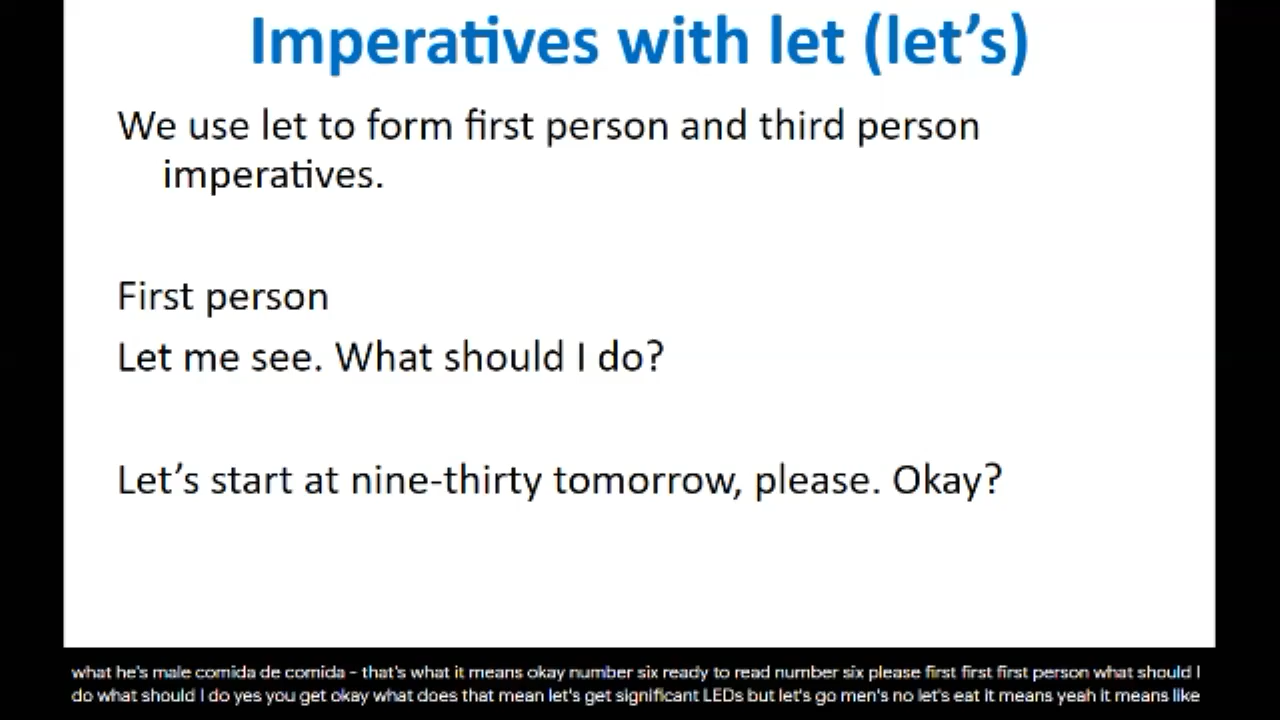 Imperatives with let (let’s)
We use let to form first person and third person
imperatives.
First person
Let me see. What should I do?
Let’s start at nine-thirty tomorrow, please. Okay?
what he's male comida de comida - that's what it means okay number six ready to read number six please first first first person what should I
do what should I do yes you get okay what does that mean let's get significant LEDs but let's go men's no let's eat it means yeah it means like